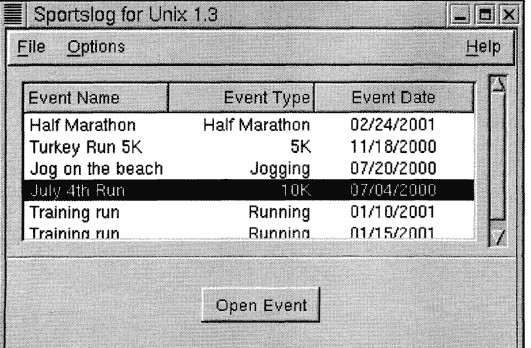 Sportslog for Unix 1.3
File Options Help
Event Name Event Type Event Date
Half Marathon Half Marathon 02/24/2001
Turkey Run 5K 5K 11/18/2000
Jog on the beach Jogging 07/20/2000
July 4th Run 10K 07/04/2000
Training run Running 01/10/2001
Training run Running 01/15/2001
Open Event